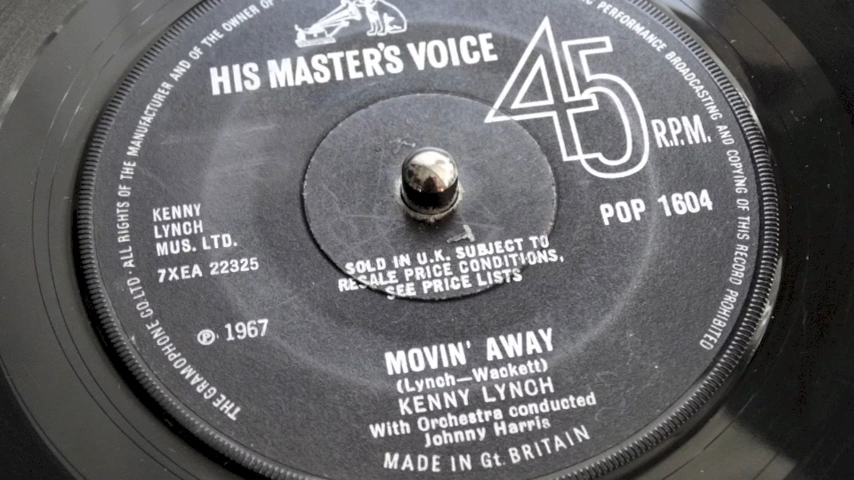 THE GRAMOPHONE CO. LTD · ALL RIGHTS OF THE MANUFACTURER AND OF THE OWNER OF
PERFORMANCE BROADCASTING AND COPYING OF THIS RECORD PROHIBITED
HIS MASTER'S VOICE
45
R.P.M.
POP 1604
KENNY
LYNCH
MUS. LTD.
7XEA 22325
SOLD IN U.K. SUBJECT TO
RESALE PRICE CONDITIONS,
SEE PRICE LISTS
℗ 1967
MOVIN' AWAY
(Lynch—Wackett)
KENNY LYNCH
With Orchestra conducted
Johnny Harris
MADE IN Gt. BRITAIN